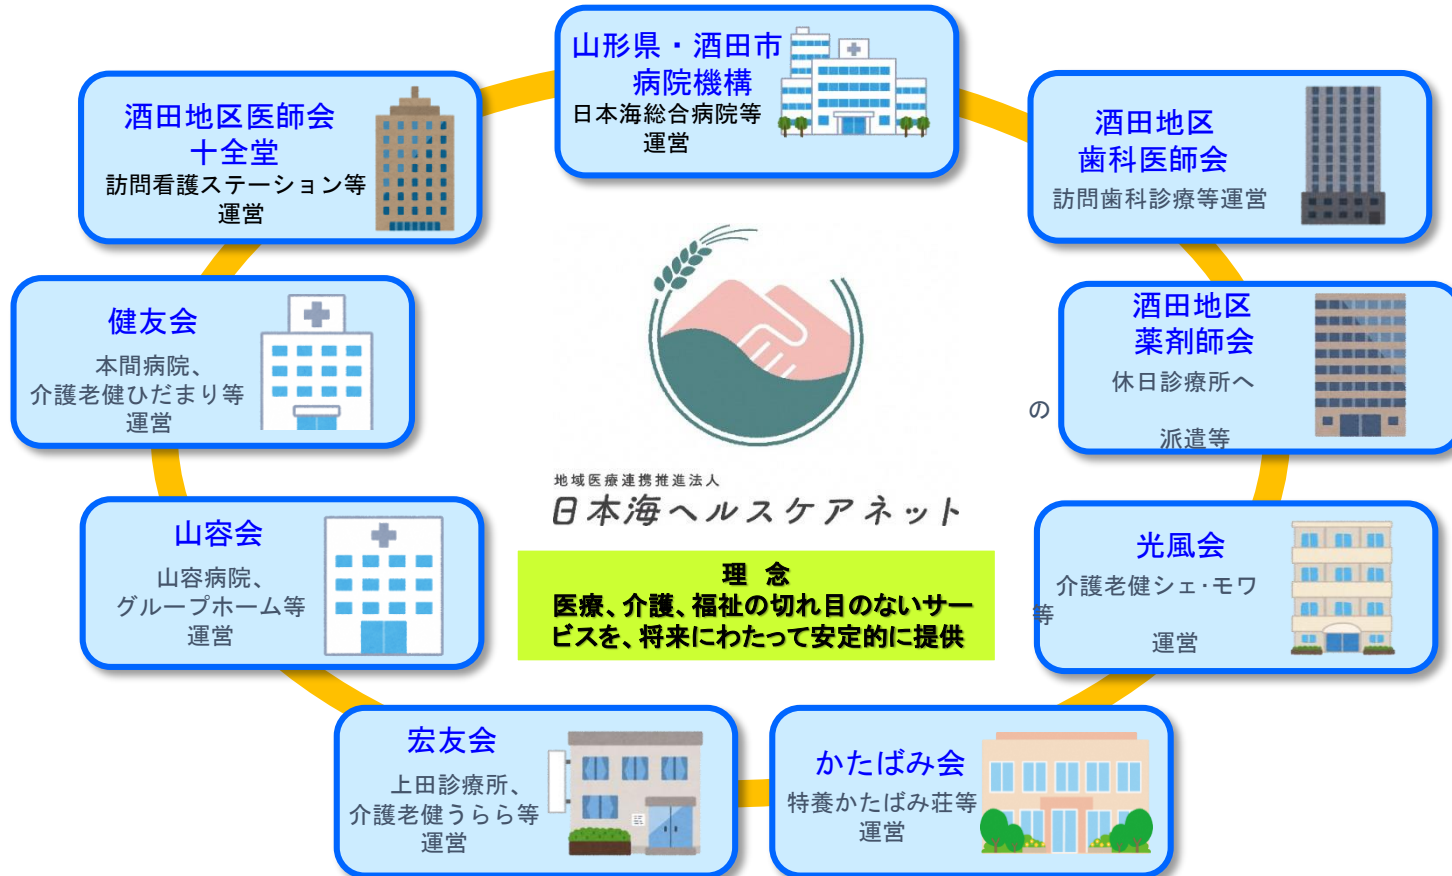 山形県・酒田市
病院機構
日本海総合病院等
運営
酒田地区医師会
十全堂
訪問看護ステーション等
運営
酒田地区
歯科医師会
訪問歯科診療等運営
健友会
本間病院、
介護老健ひだまり等
運営
酒田地区
薬剤師会
休日診療所へ
の
派遣等
地域医療連携推進法人
日本海ヘルスケアネット
山容会
山容病院、
グループホーム等
運営
理 念
医療、介護、福祉の切れ目のないサー
ビスを、将来にわたって安定的に提供
光風会
介護老健シェ・モワ
等
運営
宏友会
上田診療所、
介護老健うらら等
運営
かたばみ会
特養かたばみ荘等
運営